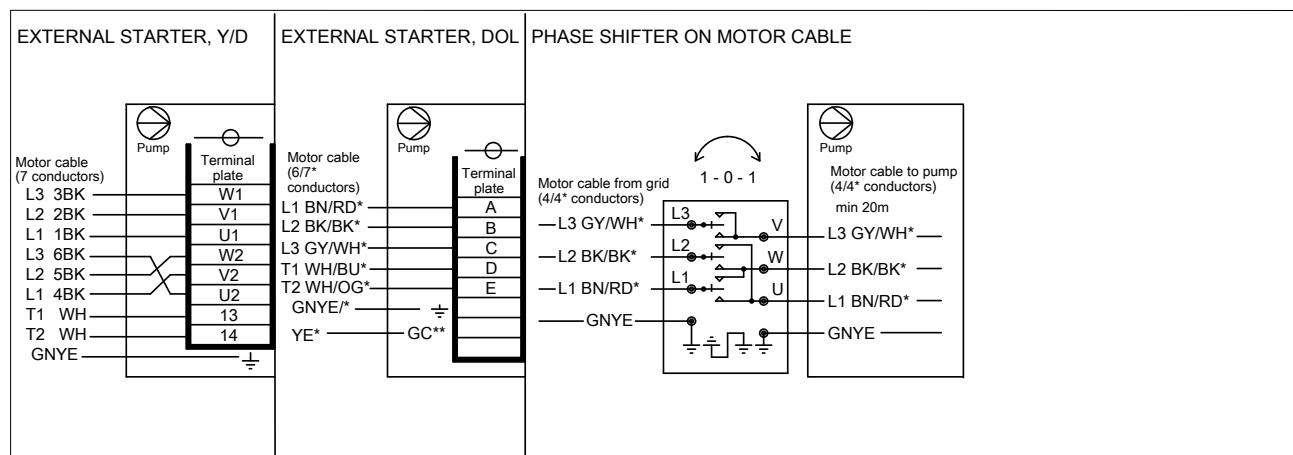 EXTERNAL STARTER, Y/D
Pump
Motor cable
(7 conductors)
Terminal
plate
L3 3BK
W1
L2 2BK
V1
L1 1BK
U1
L3 6BK
W2
L2 5BK
V2
L1 4BK
U2
T1 WH
13
T2 WH
14
GNYE
EXTERNAL STARTER, DOL
Pump
Motor cable
(6/7*
conductors)
Terminal
plate
L1 BN/RD*
A
L2 BK/BK*
B
L3 GY/WH*
C
T1 WH/BU*
D
T2 WH/OG*
E
GNYE/*
YE*
GC**
PHASE SHIFTER ON MOTOR CABLE
Motor cable from grid
(4/4* conductors)
L3 GY/WH*
L2 BK/BK*
L1 BN/RD*
GNYE
1 - 0 - 1
L3
V
L2
W
L1
U
Pump
Motor cable to pump
(4/4* conductors)
min 20m
L3 GY/WH*
L2 BK/BK*
L1 BN/RD*
GNYE